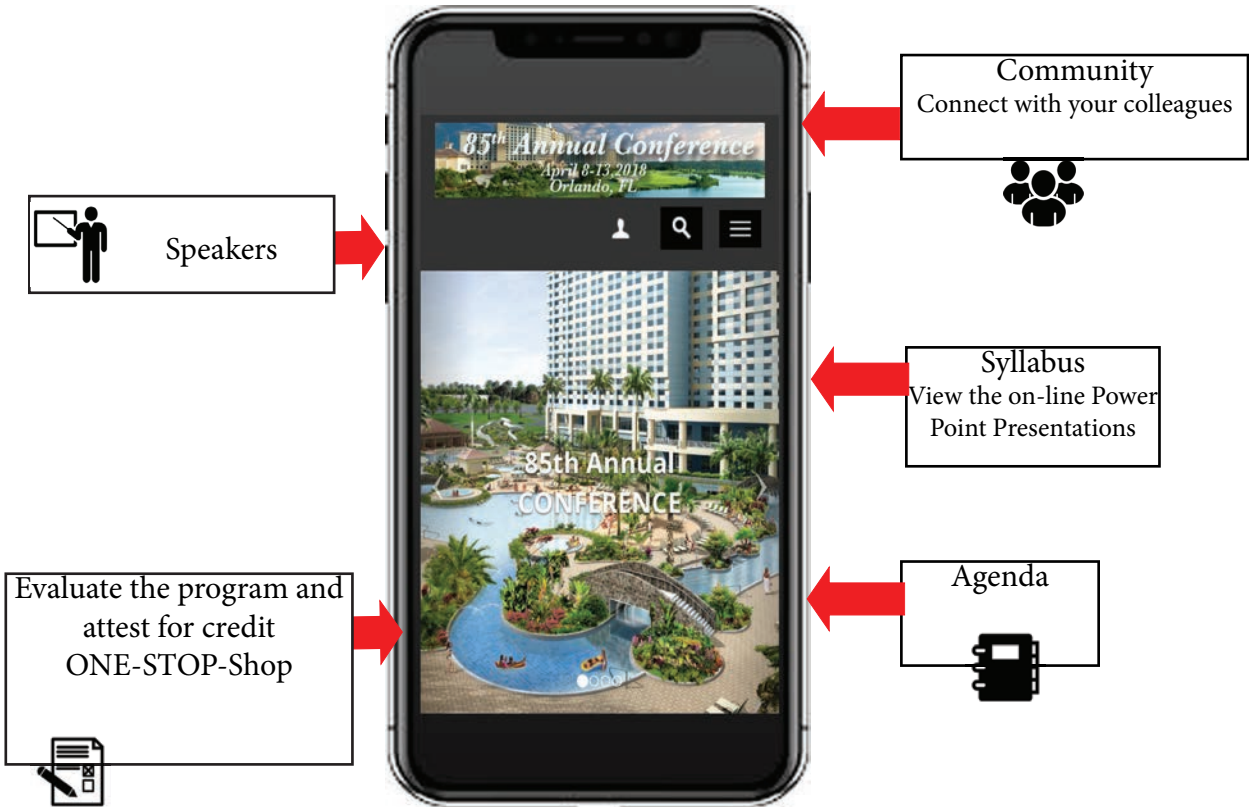 Community
Connect with your colleagues
85th Annual Conference
April 8-13 2018
Orlando, FL
Speakers
Syllabus
View the on-line Power
Point Presentations
85th Annual
CONFERENCE
Evaluate the program and
attest for credit
ONE-STOP-Shop
Agenda